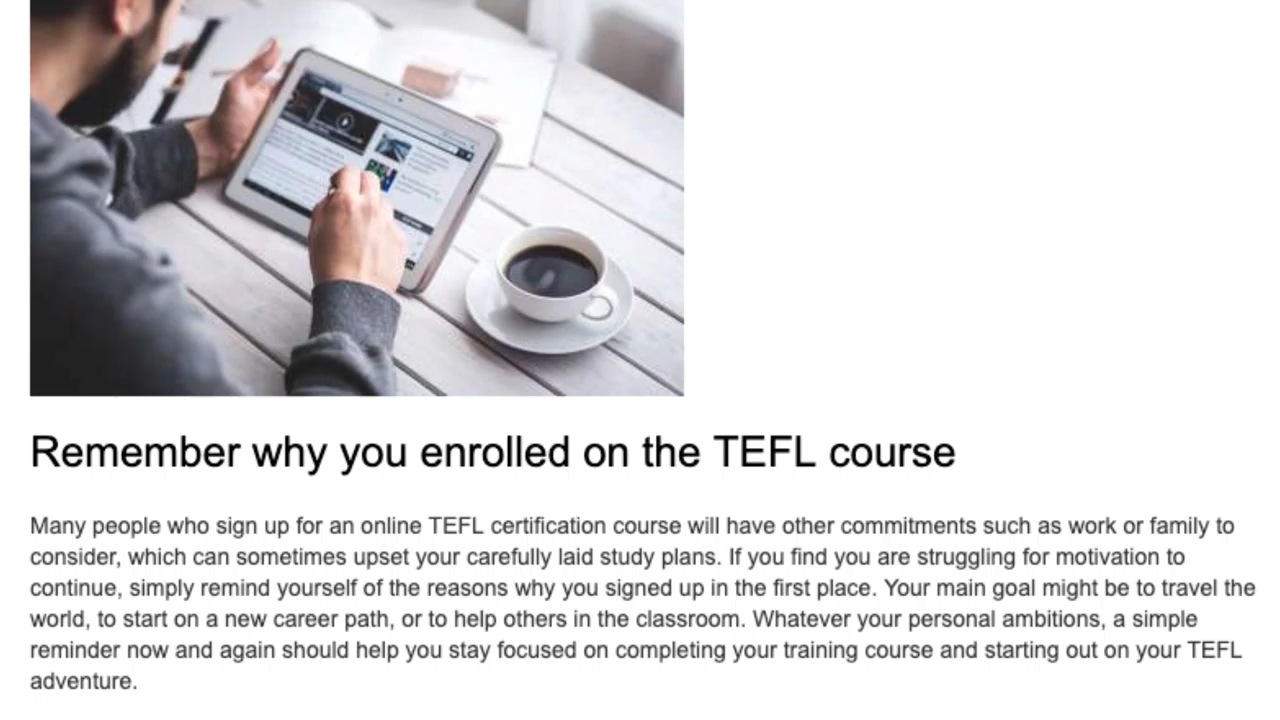 Remember why you enrolled on the TEFL course
Many people who sign up for an online TEFL certification course will have other commitments such as work or family to
consider, which can sometimes upset your carefully laid study plans. If you find you are struggling for motivation to
continue, simply remind yourself of the reasons why you signed up in the first place. Your main goal might be to travel the
world, to start on a new career path, or to help others in the classroom. Whatever your personal ambitions, a simple
reminder now and again should help you stay focused on completing your training course and starting out on your TEFL
adventure.